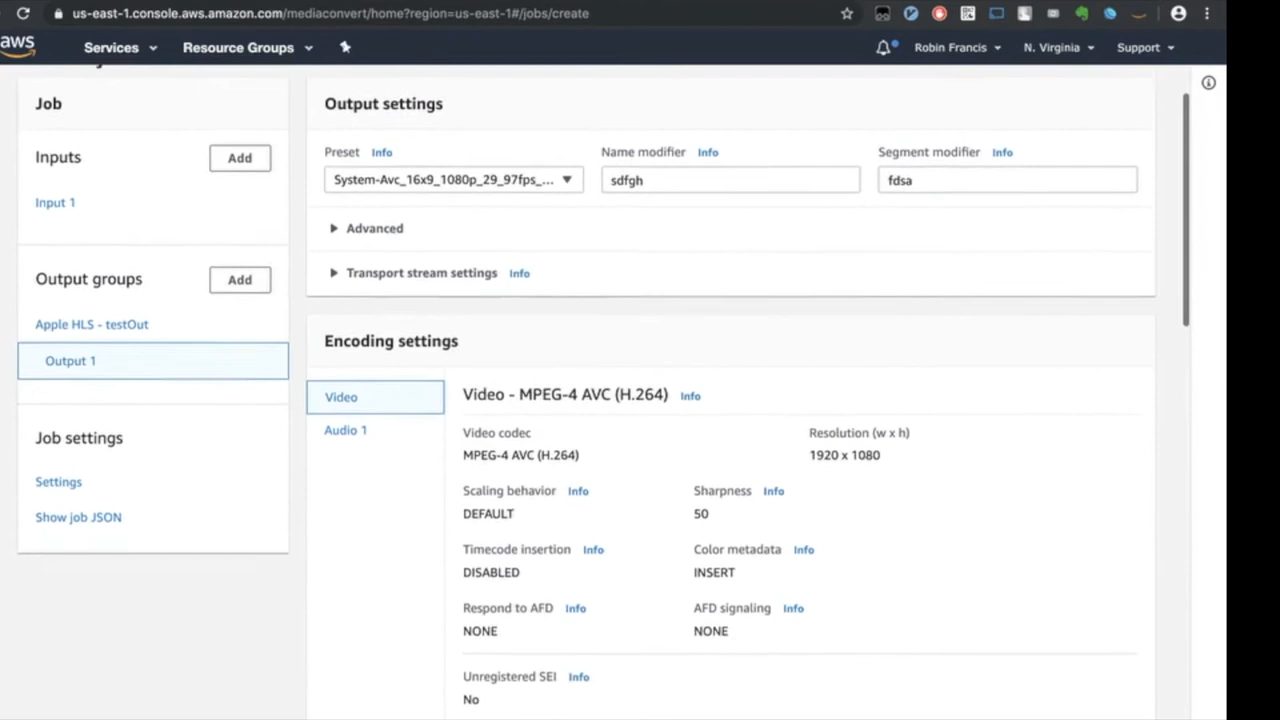 us-east-1.console.aws.amazon.com/mediaconvert/home?region=us-east-1#/jobs/create
aws Services Resource Groups Robin Francis N. Virginia Support
Job
Inputs Add
Input 1
Output groups Add
Apple HLS - testOut
Output 1
Job settings
Settings
Show job JSON
Output settings
Preset Info Name modifier Info Segment modifier Info
System-Avc_16x9_1080p_29_97fps_... sdfgh fdsa
Advanced
Transport stream settings Info
Encoding settings
Video
Audio 1
Video - MPEG-4 AVC (H.264) Info
Video codec Resolution (w x h)
MPEG-4 AVC (H.264) 1920 x 1080
Scaling behavior Info Sharpness Info
DEFAULT 50
Timecode insertion Info Color metadata Info
DISABLED INSERT
Respond to AFD Info AFD signaling Info
NONE NONE
Unregistered SEI Info
No